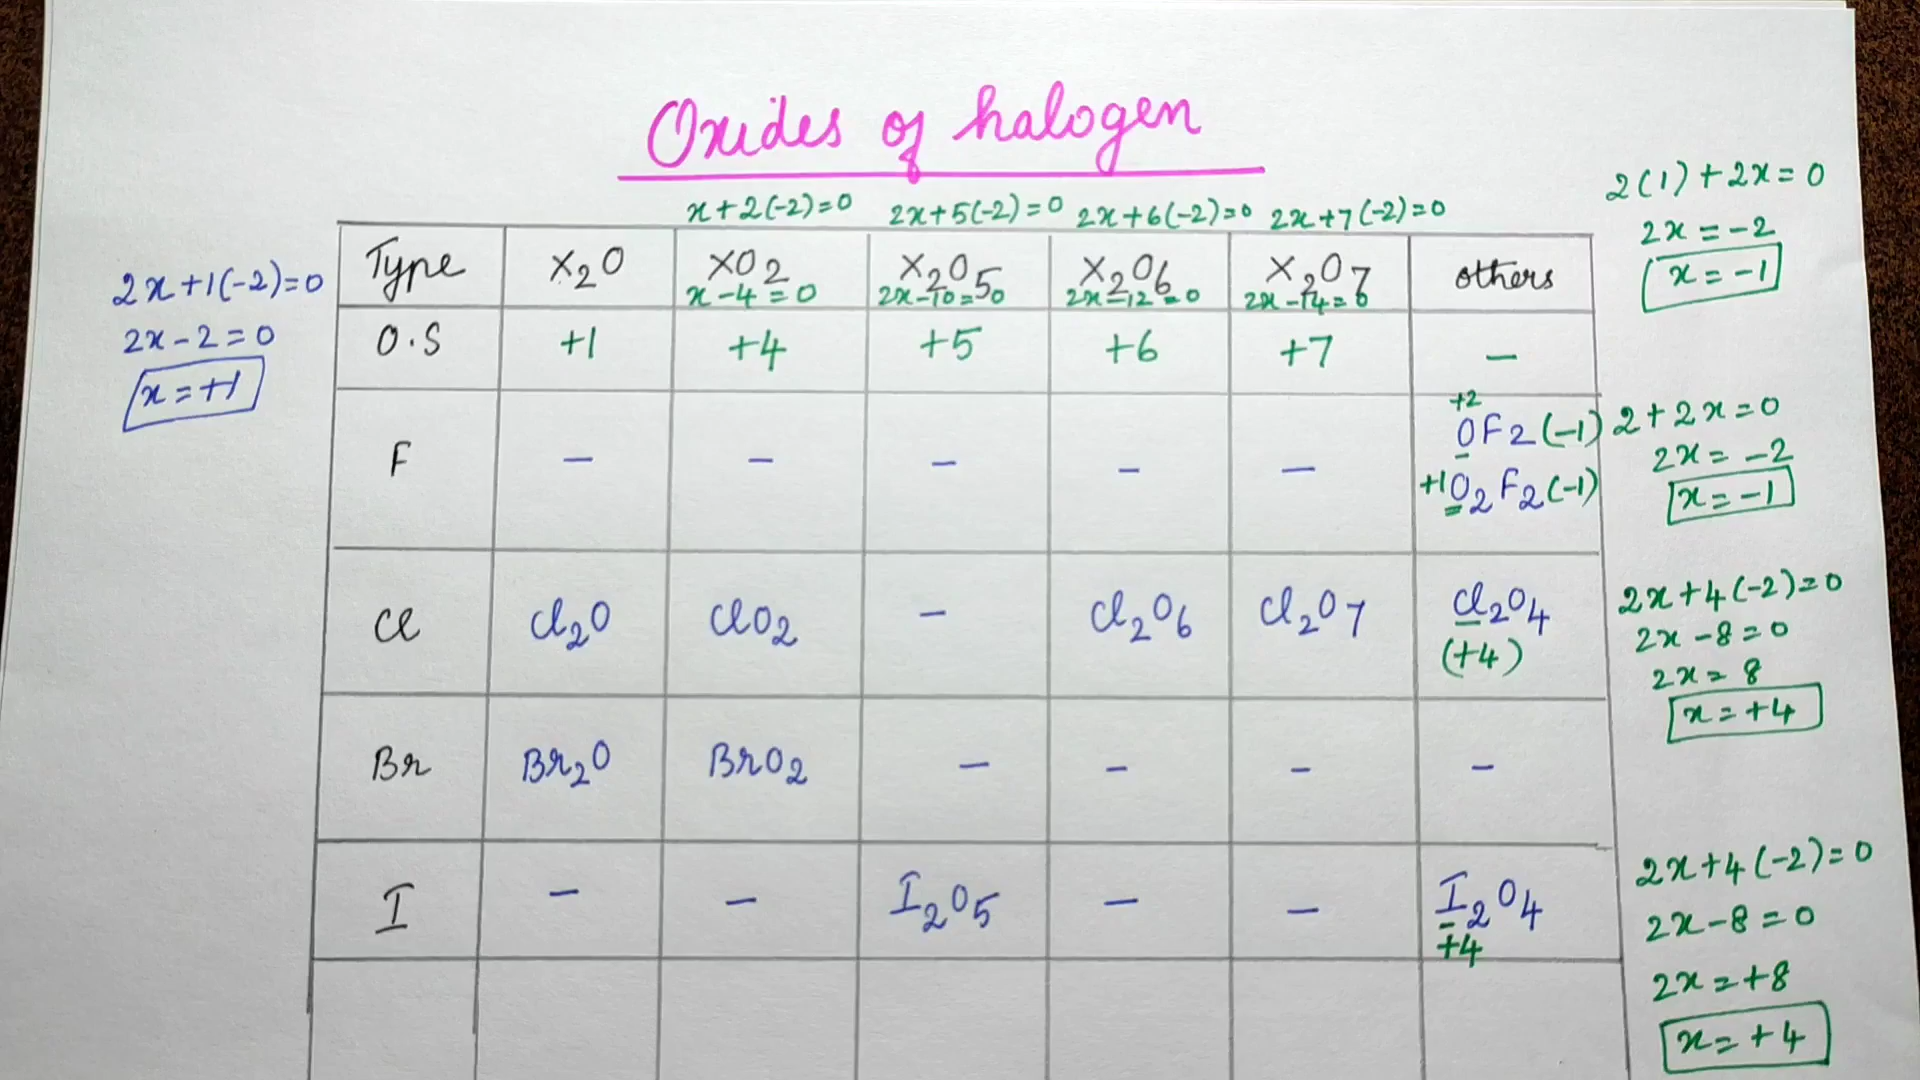 Oxides of halogen
x+2(-2)=0 2x+5(-2)=0 2x+6(-2)=0 2x+7(-2)=0
Type X2O XO2 X2O5 X2O6 X2O7 others
x-4=0 2x-10=0 2x-12=0 2x-14=0
O.S +1 +4 +5 +6 +7 -
F - - - - - +2 OF2(-1)
+1 O2F2(-1)
Cl Cl2O ClO2 - Cl2O6 Cl2O7 Cl2O4
(+4)
Br Br2O BrO2 - - - -
I - - I2O5 - - I2O4
+4
2x+1(-2)=0
2x-2=0
x=+1
2(1)+2x=0
2x=-2
x=-1
2+2x=0
2x=-2
x=-1
2x+4(-2)=0
2x-8=0
2x=8
x=+4
2x+4(-2)=0
2x-8=0
2x=+8
x=+4